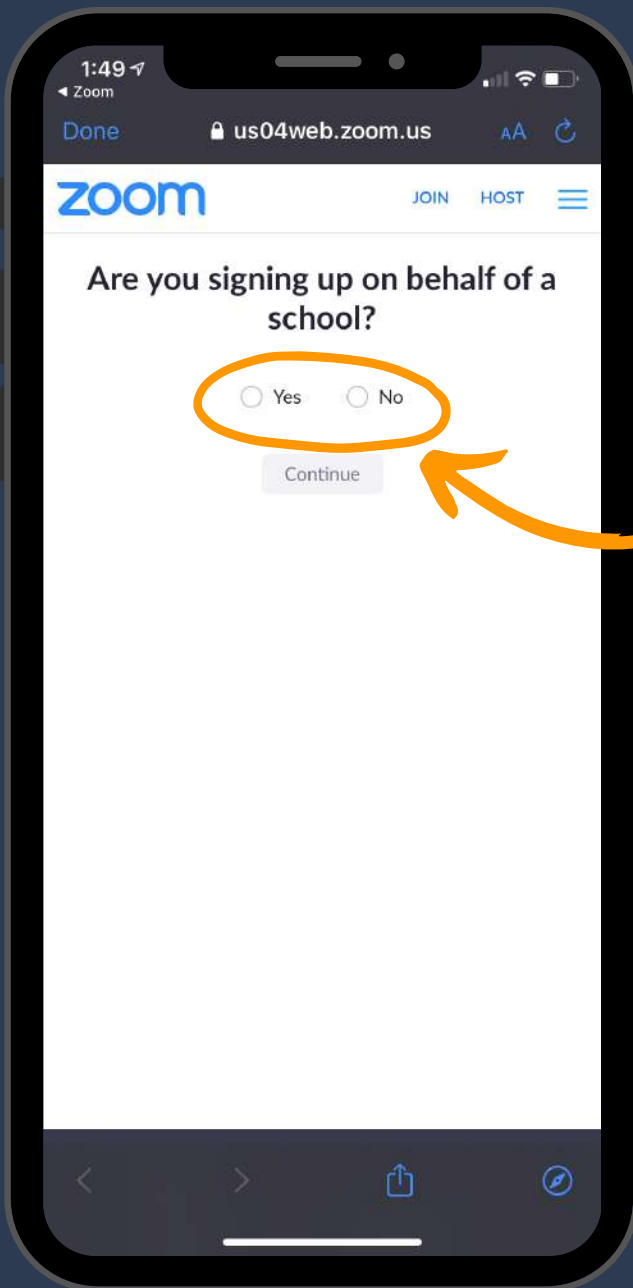 1:49
◀ Zoom
Done us04web.zoom.us AA
zoom JOIN HOST
Are you signing up on behalf of a
school?
Yes No
Continue